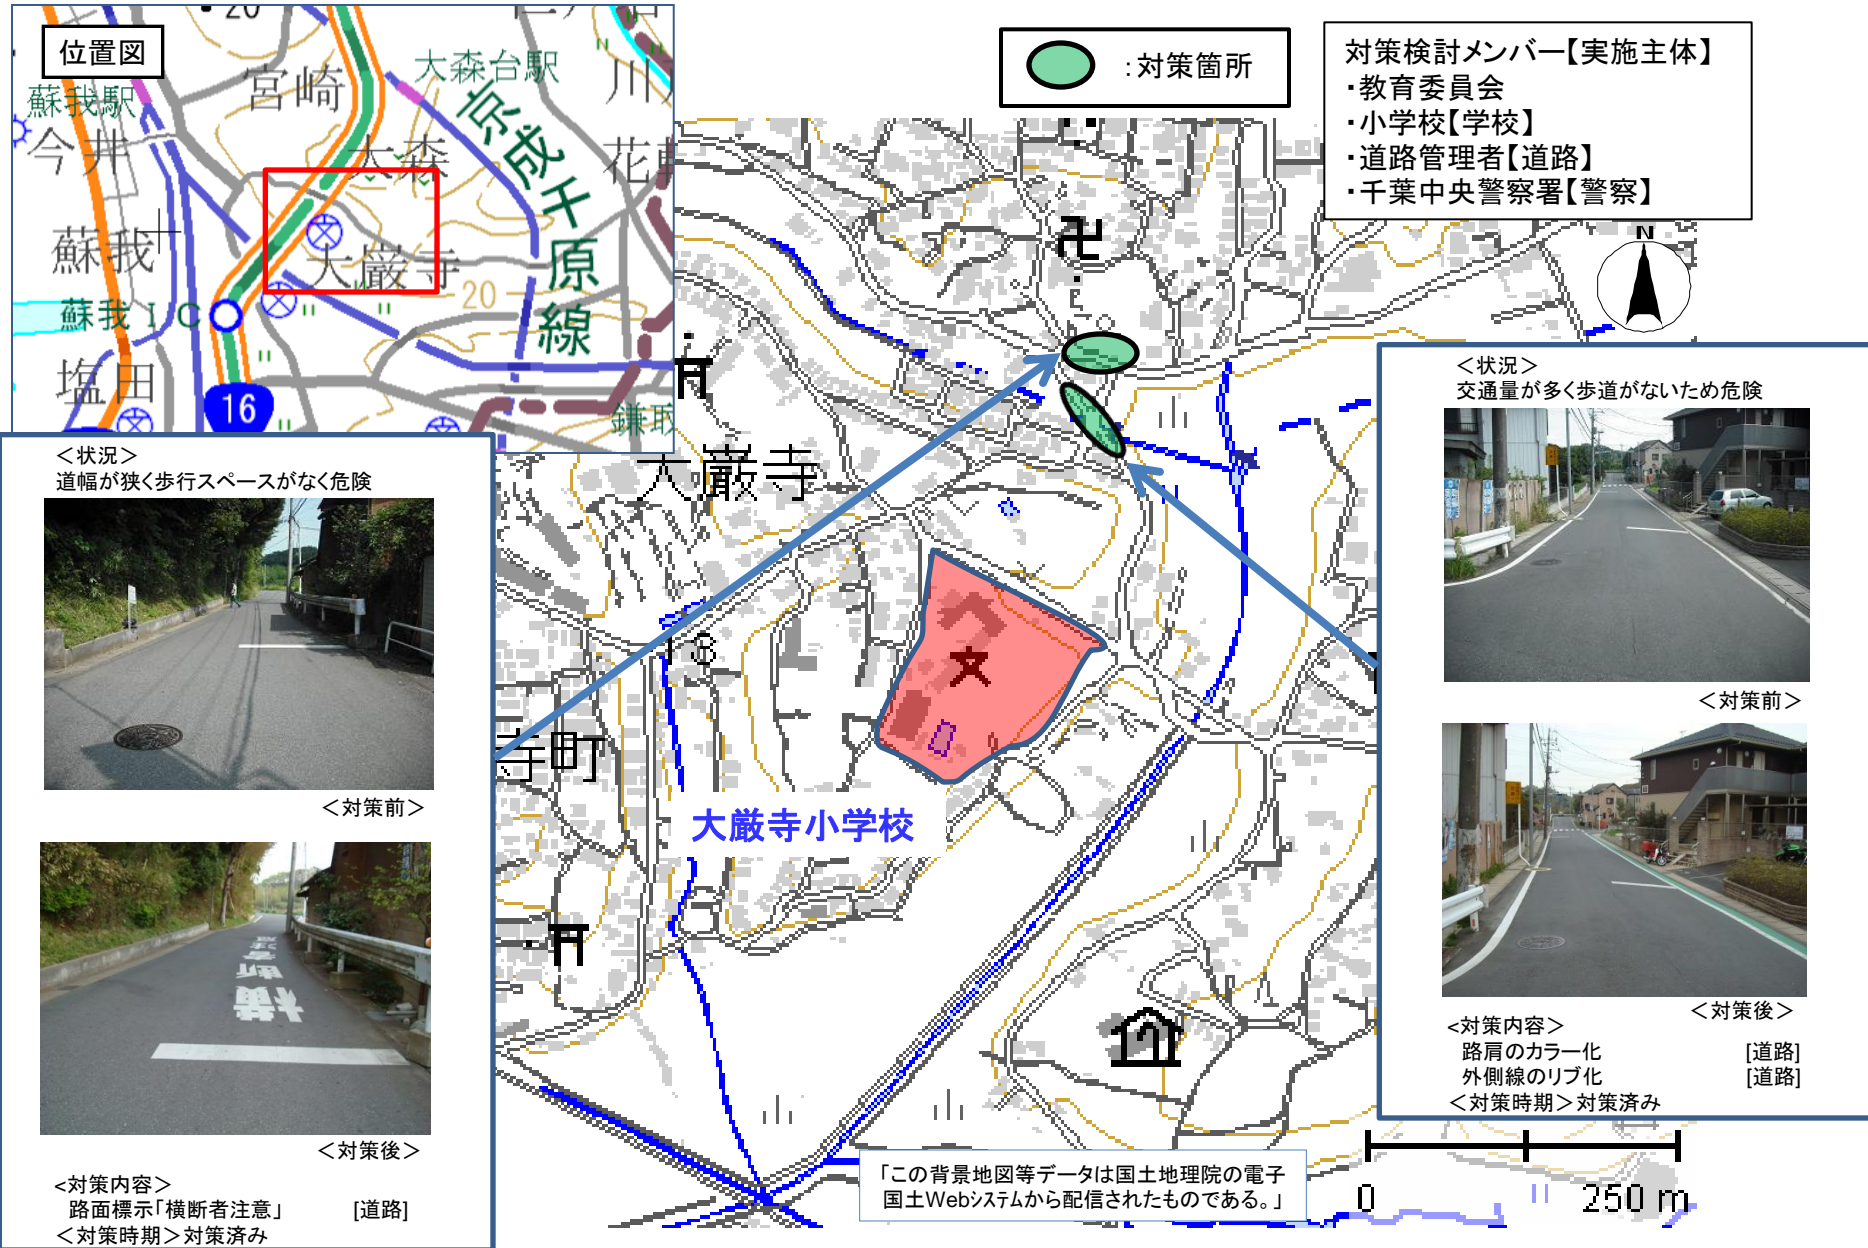 位置図
20
宮崎
大森台駅
川
蘇我駅
今井
大森
京成千原線
蘇我
大巌寺
20
蘇我IC
塩田
16
鎌取
:対策箇所
対策検討メンバー【実施主体】
・教育委員会
・小学校【学校】
・道路管理者【道路】
・千葉中央警察署【警察】
N
大巌寺
寺町
大厳寺小学校
＜状況＞
道幅が狭く歩行スペースがなく危険
＜対策前＞
横断者注意
＜対策後＞
<対策内容＞
路面標示「横断者注意」 [道路]
＜対策時期＞対策済み
＜状況＞
交通量が多く歩道がないため危険
＜対策前＞
＜対策後＞
<対策内容＞
路肩のカラー化 [道路]
外側線のリブ化 [道路]
＜対策時期＞対策済み
「この背景地図等データは国土地理院の電子
国土Webシステムから配信されたものである。」
0 250 m